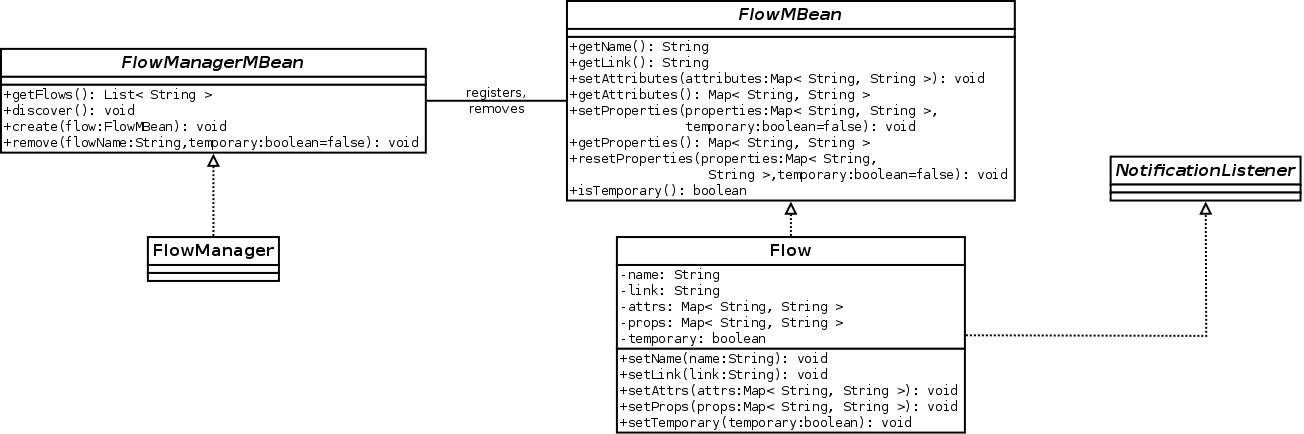 FlowManagerMBean
+getFlows(): List< String >
+discover(): void
+create(flow:FlowMBean): void
+remove(flowName:String,temporary:boolean=false): void
registers,
removes
FlowMBean
+getName(): String
+getLink(): String
+setAttributes(attributes:Map< String, String >): void
+getAttributes(): Map< String, String >
+setProperties(properties:Map< String, String >,
temporary:boolean=false): void
+getProperties(): Map< String, String >
+resetProperties(properties:Map< String,
String >,temporary:boolean=false): void
+isTemporary(): boolean
NotificationListener
FlowManager
Flow
-name: String
-link: String
-attrs: Map< String, String >
-props: Map< String, String >
-temporary: boolean
+setName(name:String): void
+setLink(link:String): void
+setAttrs(attrs:Map< String, String >): void
+setProps(props:Map< String, String >): void
+setTemporary(temporary:boolean): void